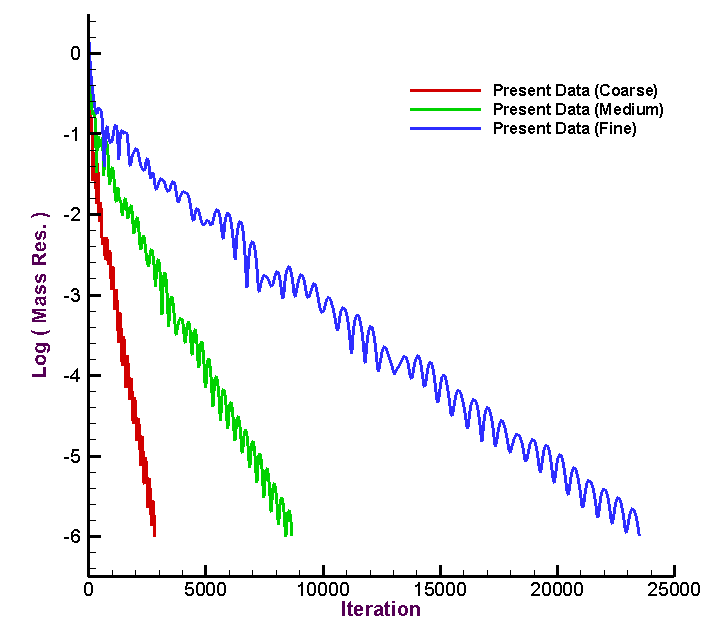 0
-1
-2
-3
-4
-5
-6
Log ( Mass Res. )
Present Data (Coarse)
Present Data (Medium)
Present Data (Fine)
0 5000 10000 15000 20000 25000
Iteration